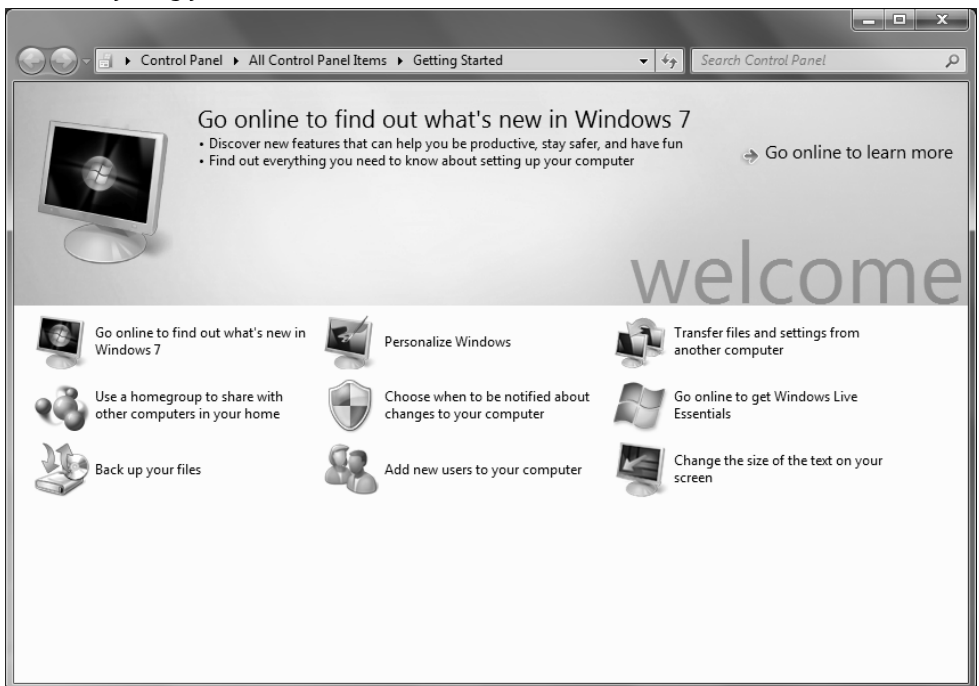 Control Panel ▸ All Control Panel Items ▸ Getting Started
Search Control Panel
Go online to find out what's new in Windows 7
• Discover new features that can help you be productive, stay safer, and have fun
• Find out everything you need to know about setting up your computer
Go online to learn more
welcome
Go online to find out what's new in
Windows 7
Personalize Windows
Transfer files and settings from
another computer
Use a homegroup to share with
other computers in your home
Choose when to be notified about
changes to your computer
Go online to get Windows Live
Essentials
Back up your files
Add new users to your computer
Change the size of the text on your
screen